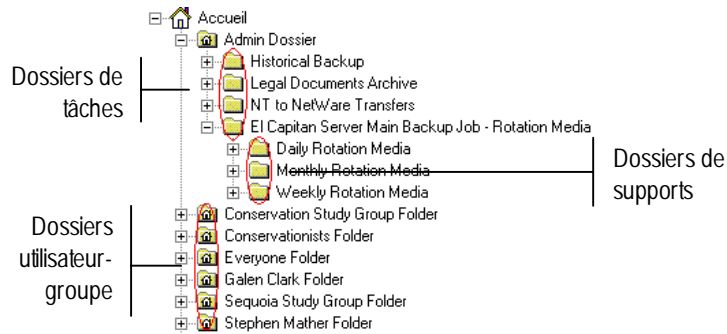 Accueil
Admin Dossier
Historical Backup
Legal Documents Archive
NT to NetWare Transfers
El Capitan Server Main Backup Job - Rotation Media
Daily Rotation Media
Monthly Rotation Media
Weekly Rotation Media
Conservation Study Group Folder
Conservationists Folder
Everyone Folder
Galen Clark Folder
Sequoia Study Group Folder
Stephen Mather Folder
Dossiers de
tâches
Dossiers de
supports
Dossiers
utilisateur-
groupe